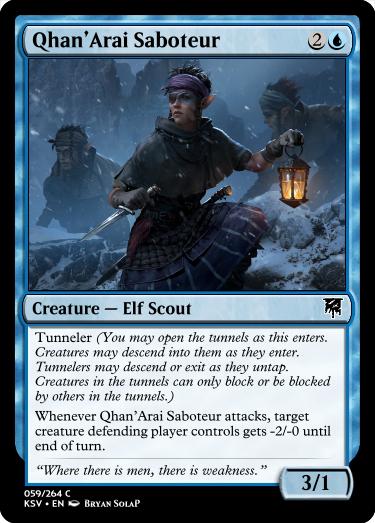 Qhan'Arai Saboteur 2
Creature — Elf Scout
Tunneler (You may open the tunnels as this enters.
Creatures may descend into them as they enter.
Tunnelers may descend or exit as they untap.
Creatures in the tunnels can only block or be blocked
by others in the tunnels.)
Whenever Qhan'Arai Saboteur attacks, target
creature defending player controls gets -2/-0 until
end of turn.
"Where there is men, there is weakness."
3/1
059/264 C
KSV • EN Bryan SolaP